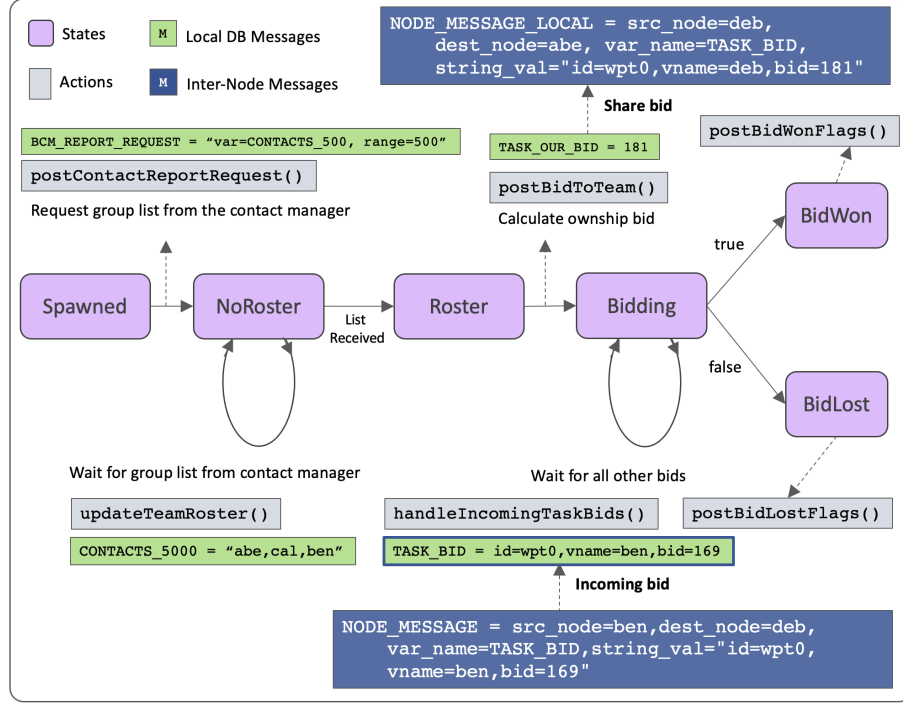 States
M
Local DB Messages
Actions
M
Inter-Node Messages
NODE_MESSAGE_LOCAL = src_node=deb,
dest_node=abe, var_name=TASK_BID,
string_val="id=wpt0,vname=deb,bid=181"
Share bid
BCM_REPORT_REQUEST = “var=CONTACTS_500, range=500”
postContactReportRequest()
Request group list from the contact manager
TASK_OUR_BID = 181
postBidToTeam()
Calculate ownship bid
postBidWonFlags()
BidWon
true
Spawned
NoRoster
List
Received
Roster
Bidding
false
BidLost
Wait for group list from contact manager
updateTeamRoster()
CONTACTS_5000 = “abe,cal,ben”
Wait for all other bids
handleIncomingTaskBids()
TASK_BID = id=wpt0,vname=ben,bid=169
postBidLostFlags()
Incoming bid
NODE_MESSAGE = src_node=ben,dest_node=deb,
var_name=TASK_BID,string_val="id=wpt0,
vname=ben,bid=169"